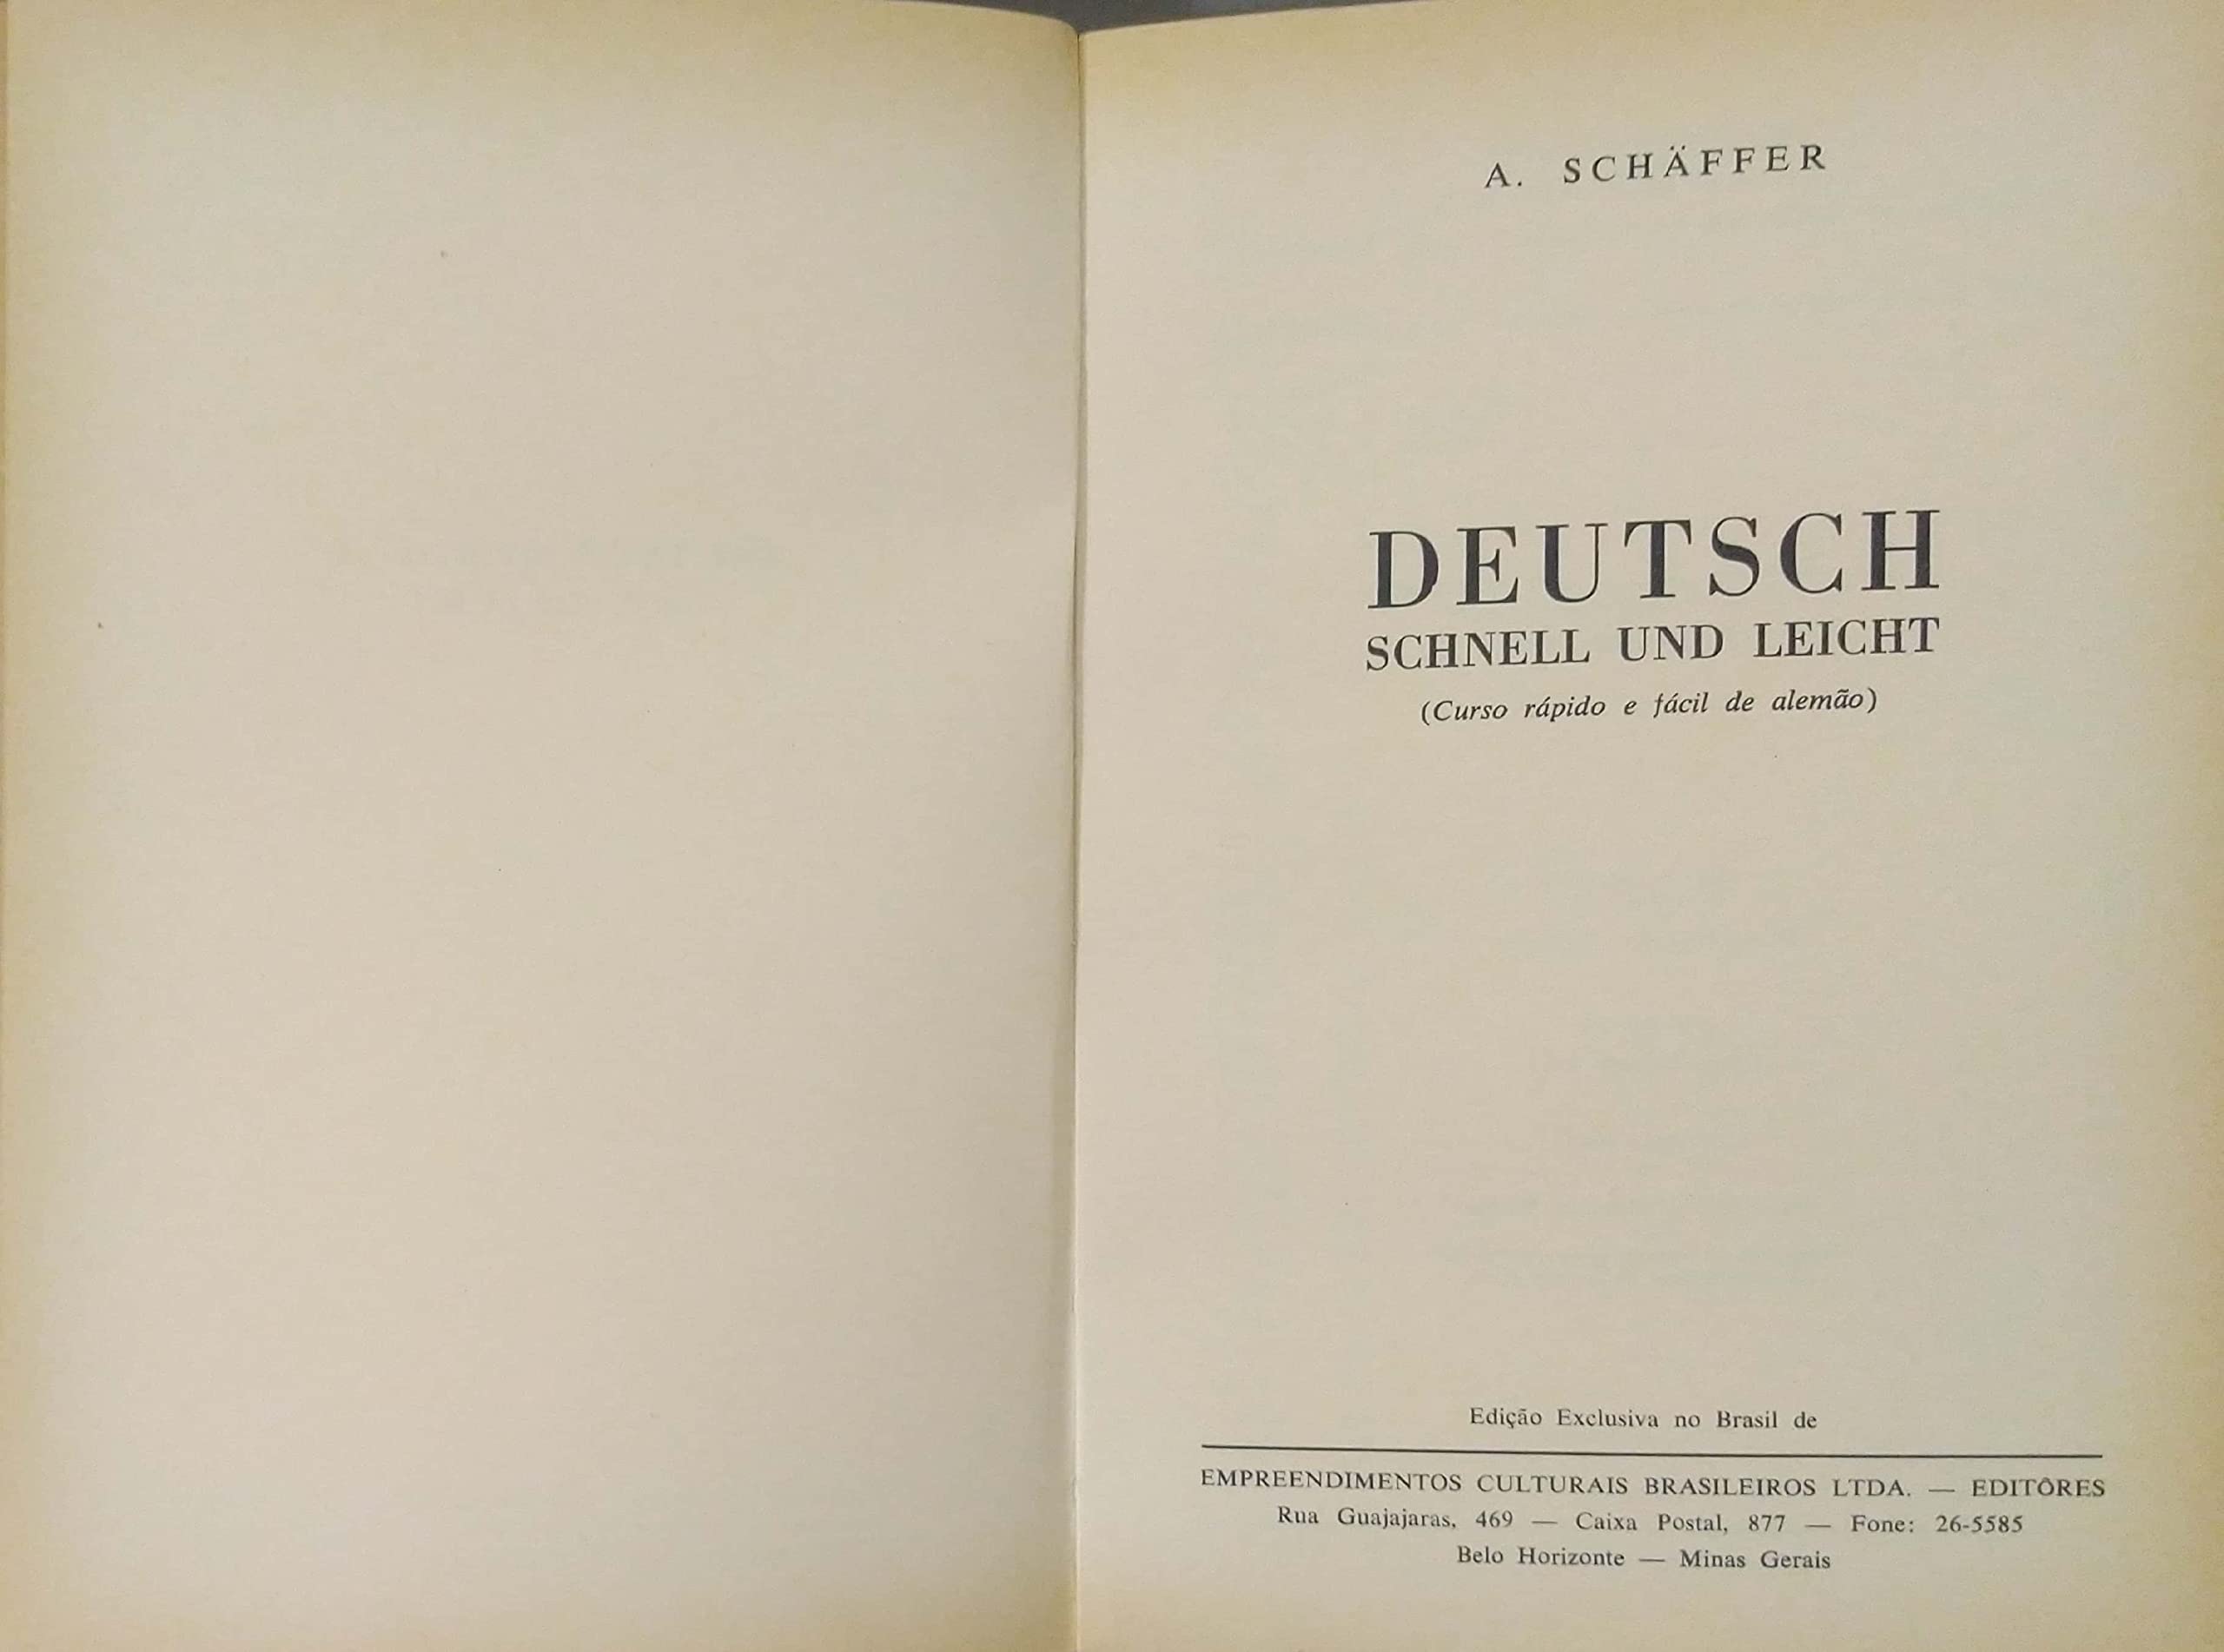 A. SCHÄFFER
DEUTSCH
SCHNELL UND LEICHT
(Curso rápido e fácil de alemão)
Edição Exclusiva no Brasil de
EMPREENDIMENTOS CULTURAIS BRASILEIROS LTDA. — EDITÔRES
Rua Guajajaras, 469 — Caixa Postal, 877 — Fone: 26-5585
Belo Horizonte — Minas Gerais